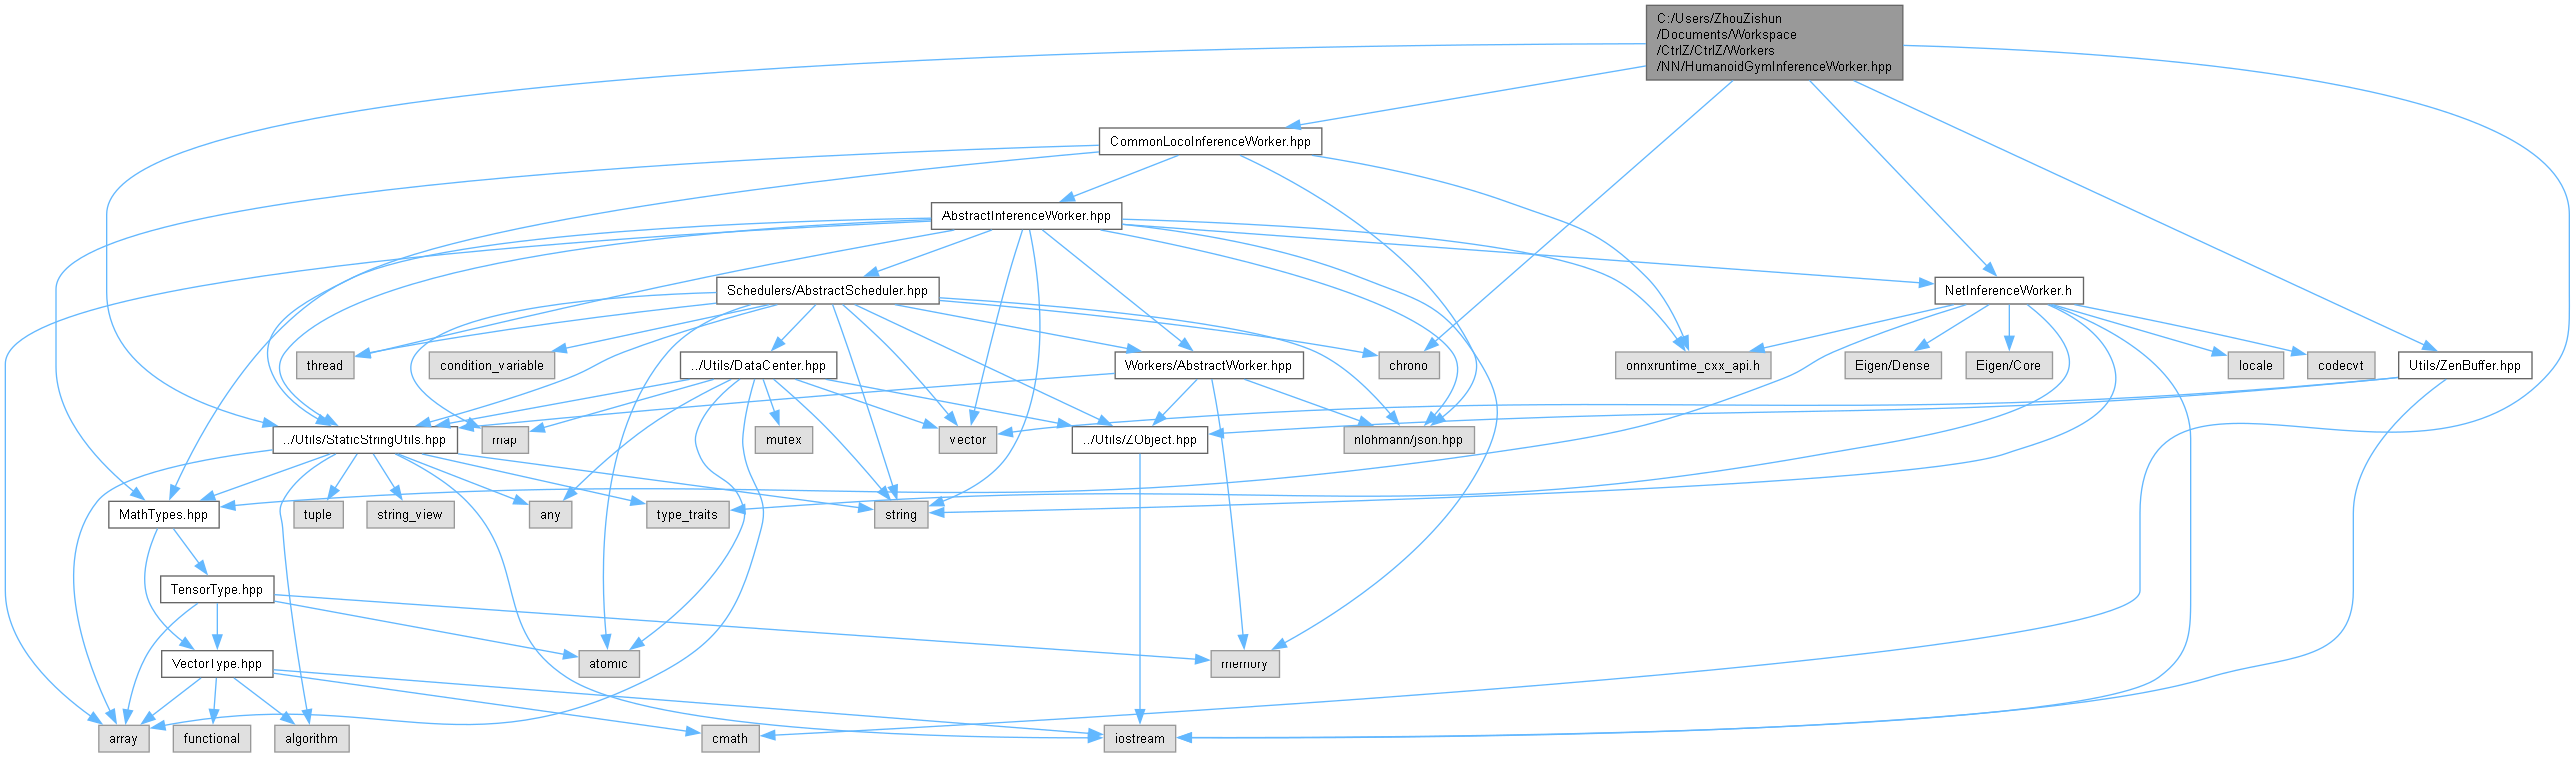 C:/Users/ZhouZishun
/Documents/Workspace
/CtrlZ/CtrlZ/Workers
/NN/HumanoidGymInferenceWorker.hpp
CommonLocoInferenceWorker.hpp
AbstractInferenceWorker.hpp
Schedulers/AbstractScheduler.hpp
NetInferenceWorker.h
thread
condition_variable
../Utils/DataCenter.hpp
Workers/AbstractWorker.hpp
chrono
onnxruntime_cxx_api.h
Eigen/Dense
Eigen/Core
locale
codecvt
Utils/ZenBuffer.hpp
../Utils/StaticStringUtils.hpp
map
mutex
vector
../Utils/ZObject.hpp
nlohmann/json.hpp
MathTypes.hpp
tuple
string_view
any
type_traits
string
TensorType.hpp
VectorType.hpp
atomic
memory
array
functional
algorithm
cmath
iostream